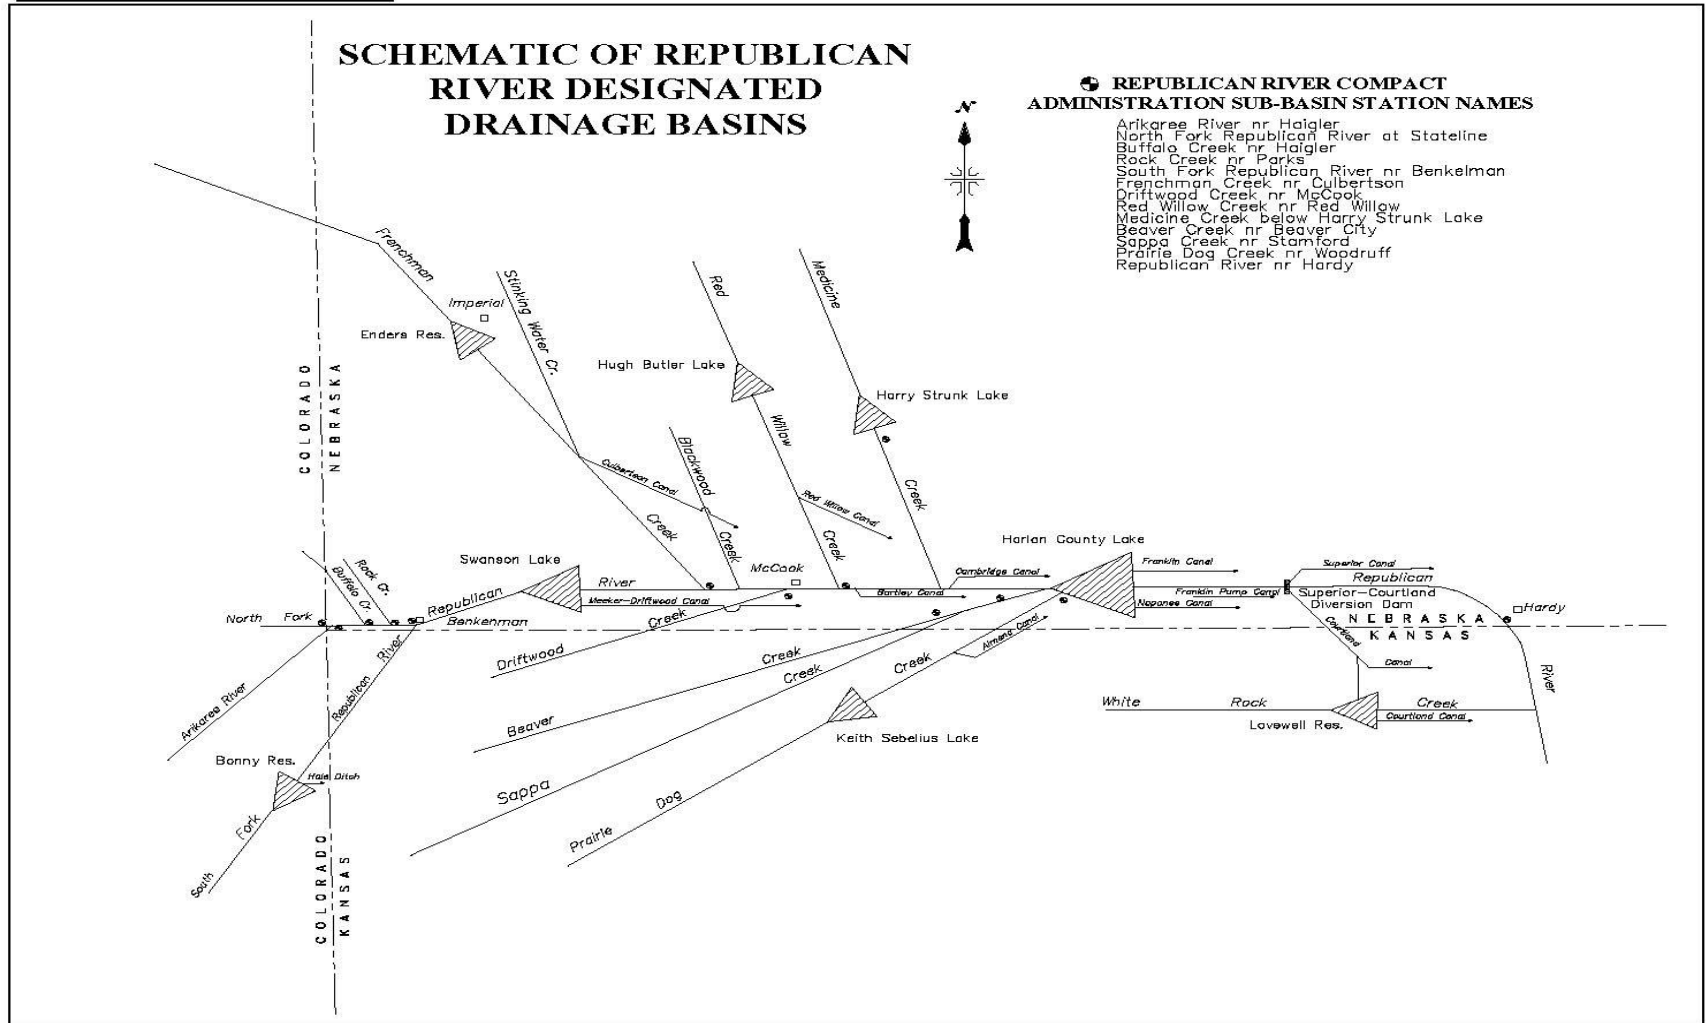 SCHEMATIC OF REPUBLICAN
RIVER DESIGNATED
DRAINAGE BASINS
REPUBLICAN RIVER COMPACT
ADMINISTRATION SUB-BASIN STATION NAMES
Arikaree River nr Haigler
North Fork Republican River at Stateline
Buffalo Creek nr Haigler
Rock Creek nr Parks
South Fork Republican River nr Benkelman
Frenchman Creek nr Culbertson
Driftwood Creek nr McCook
Red Willow Creek nr Red Willow
Medicine Creek below Harry Strunk Lake
Beaver Creek nr Beaver City
Sappa Creek nr Stamford
Prairie Dog Creek nr Woodruff
Republican River nr Hardy
N
Frenchman
Creek
Imperial
Enders Res.
Stinking Water Cr.
Culbertson Canal
Blackwood
Creek
Red
Willow
Creek
Hugh Butler Lake
Red Willow Canal
Medicine
Creek
Harry Strunk Lake
COLORADO
NEBRASKA
Rock Cr.
Buffalo Cr.
North Fork
Republican
River
Swanson Lake
Benkenman
Meeker-Driftwood Canal
McCook
Bartley Canal
Cambridge Canal
Harlan County Lake
Franklin Canal
Franklin Pump Canal
Naponee Canal
Superior Canal
Republican
Superior-Courtland
Diversion Dam
Hardy
NEBRASKA
KANSAS
River
Courtland
Canal
White Rock Creek
Lovewell Res.
Courtland Canal
Driftwood
Creek
Beaver
Creek
Sappa
Creek
Prairie
Dog
Creek
Almena Canal
Keith Sebelius Lake
Arikaree River
South
Fork
Republican
River
Bonny Res.
Hale Ditch
COLORADO
KANSAS